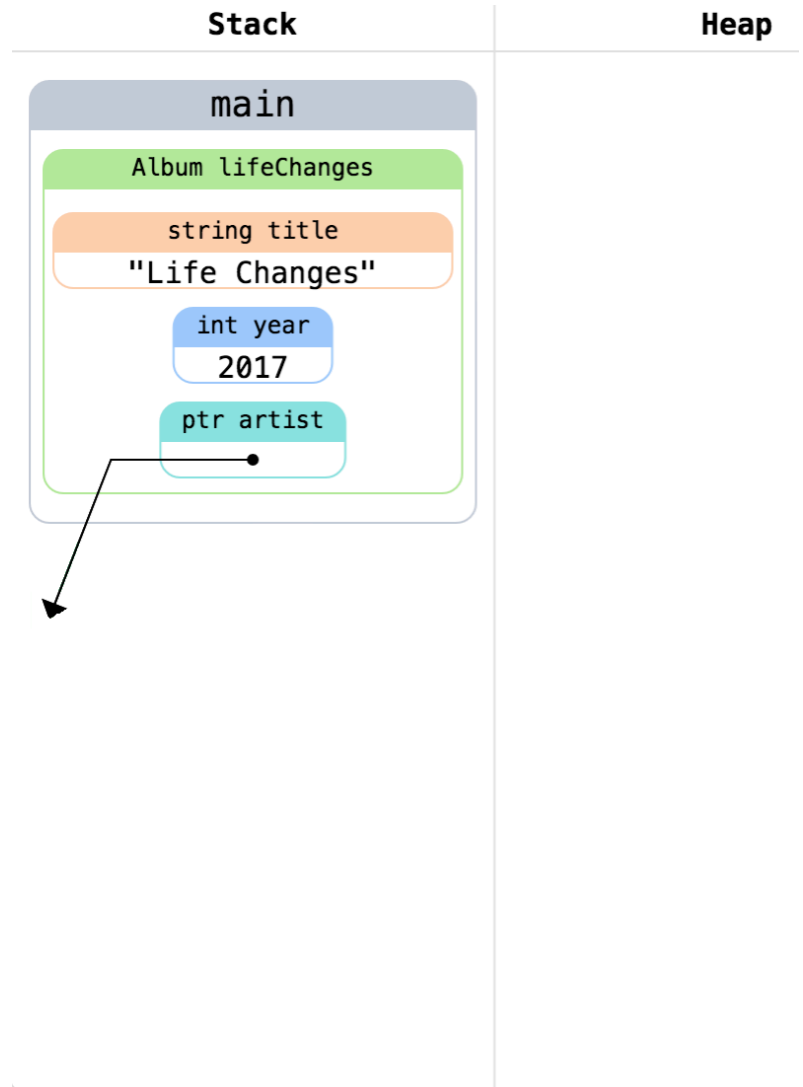 Stack Heap
main
Album lifeChanges
string title
"Life Changes"
int year
2017
ptr artist